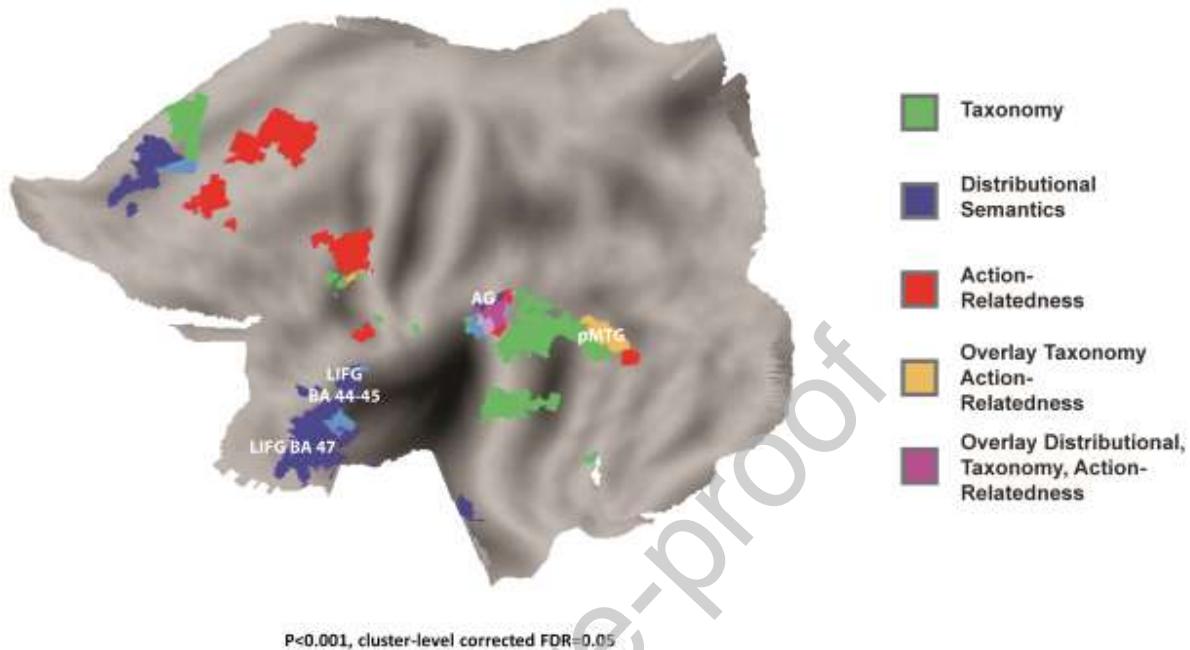 Taxonomy
Distributional
Semantics
Action-
Relatedness
Overlay Taxonomy
Action-
Relatedness
Overlay Distributional,
Taxonomy, Action-
Relatedness
AG
pMTG
LIFG
BA 44-45
LIFG BA 47
e-proof
P<0.001, cluster-level corrected FDR=0.05